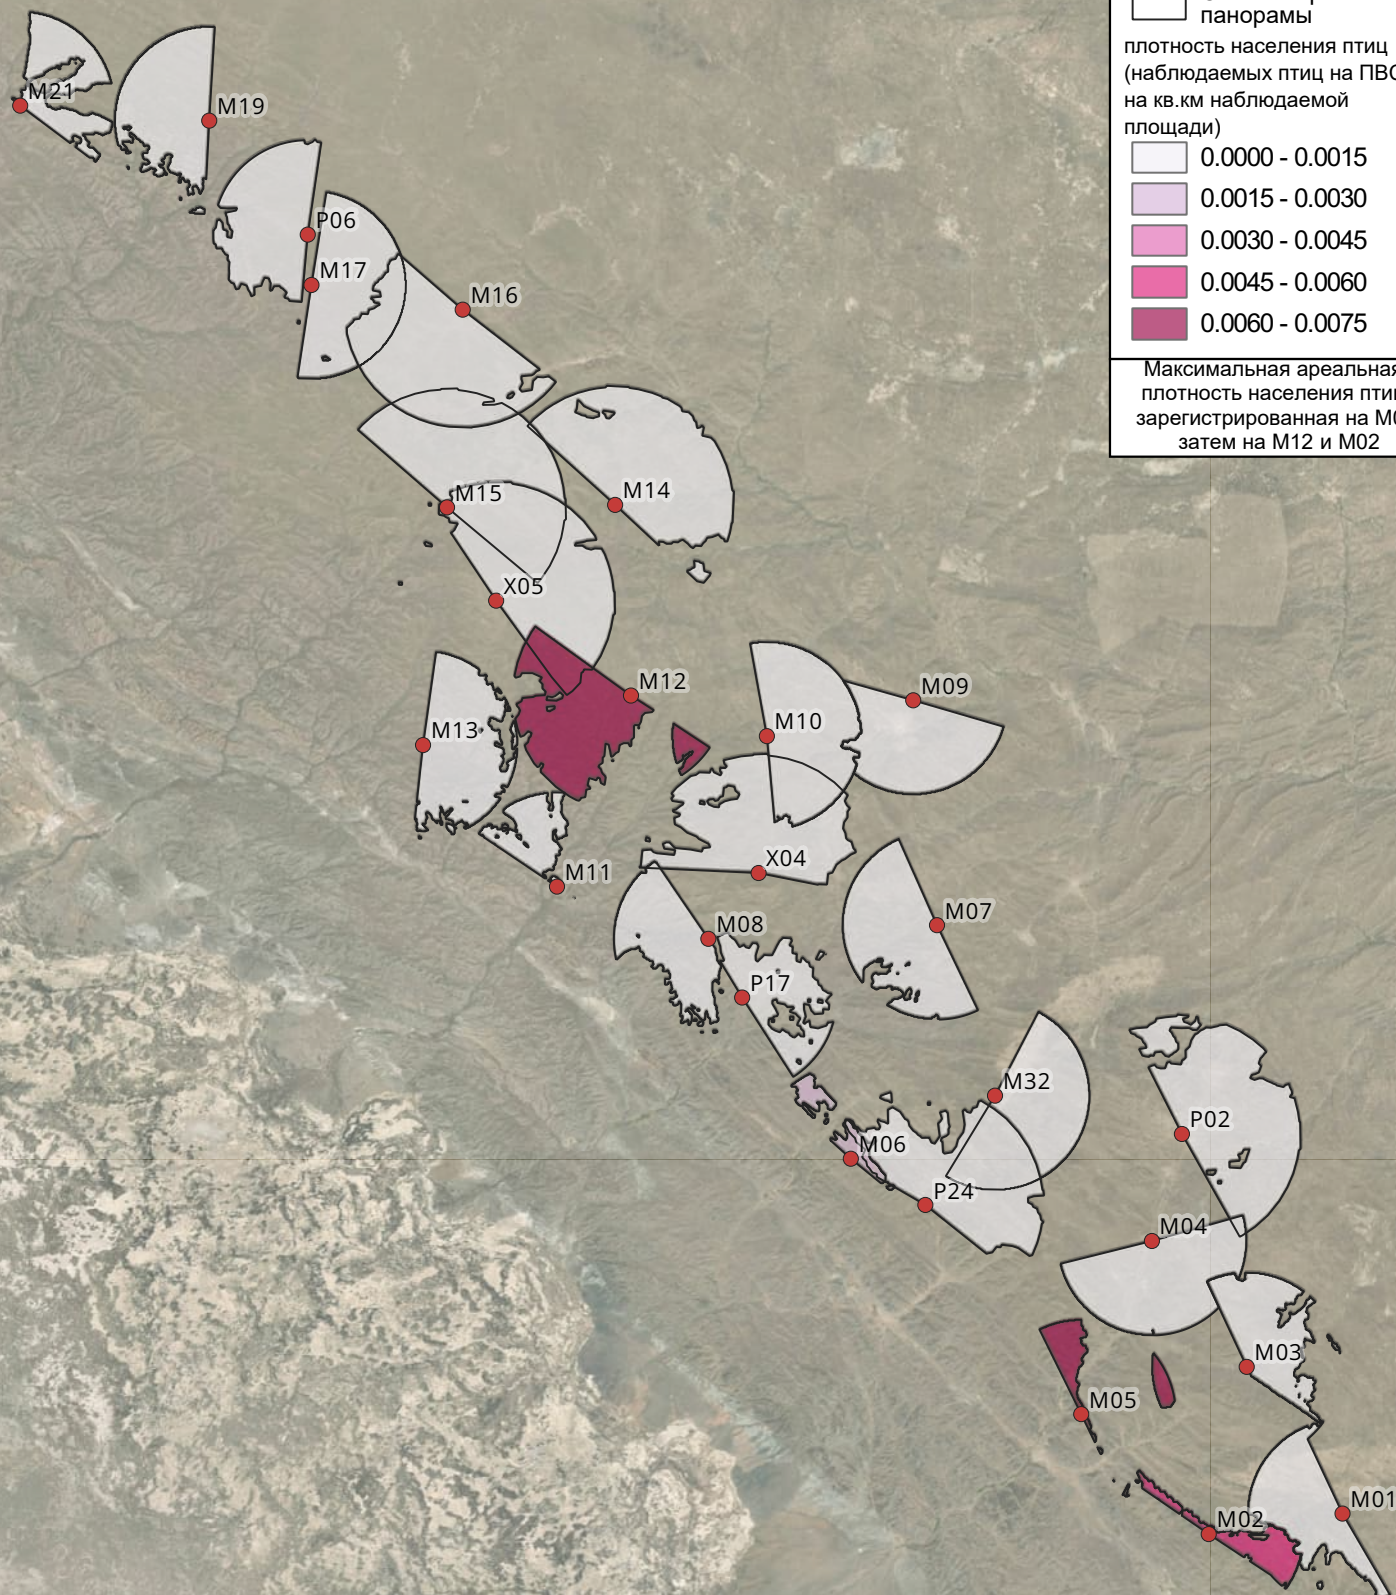 панорамы
плотность населения птиц
(наблюдаемых птиц на ПВО
на кв.км наблюдаемой
площади)
0.0000 - 0.0015
0.0015 - 0.0030
0.0030 - 0.0045
0.0045 - 0.0060
0.0060 - 0.0075
Максимальная ареальная
плотность населения
зарегистрированная на
затем на М12 и М02
M21
M19
P06
M17
M16
M15
M14
X05
M12
M13
M10
M09
M11
X04
M08
M07
P17
M32
M06
P24
P02
M04
M03
M05
M02
M01